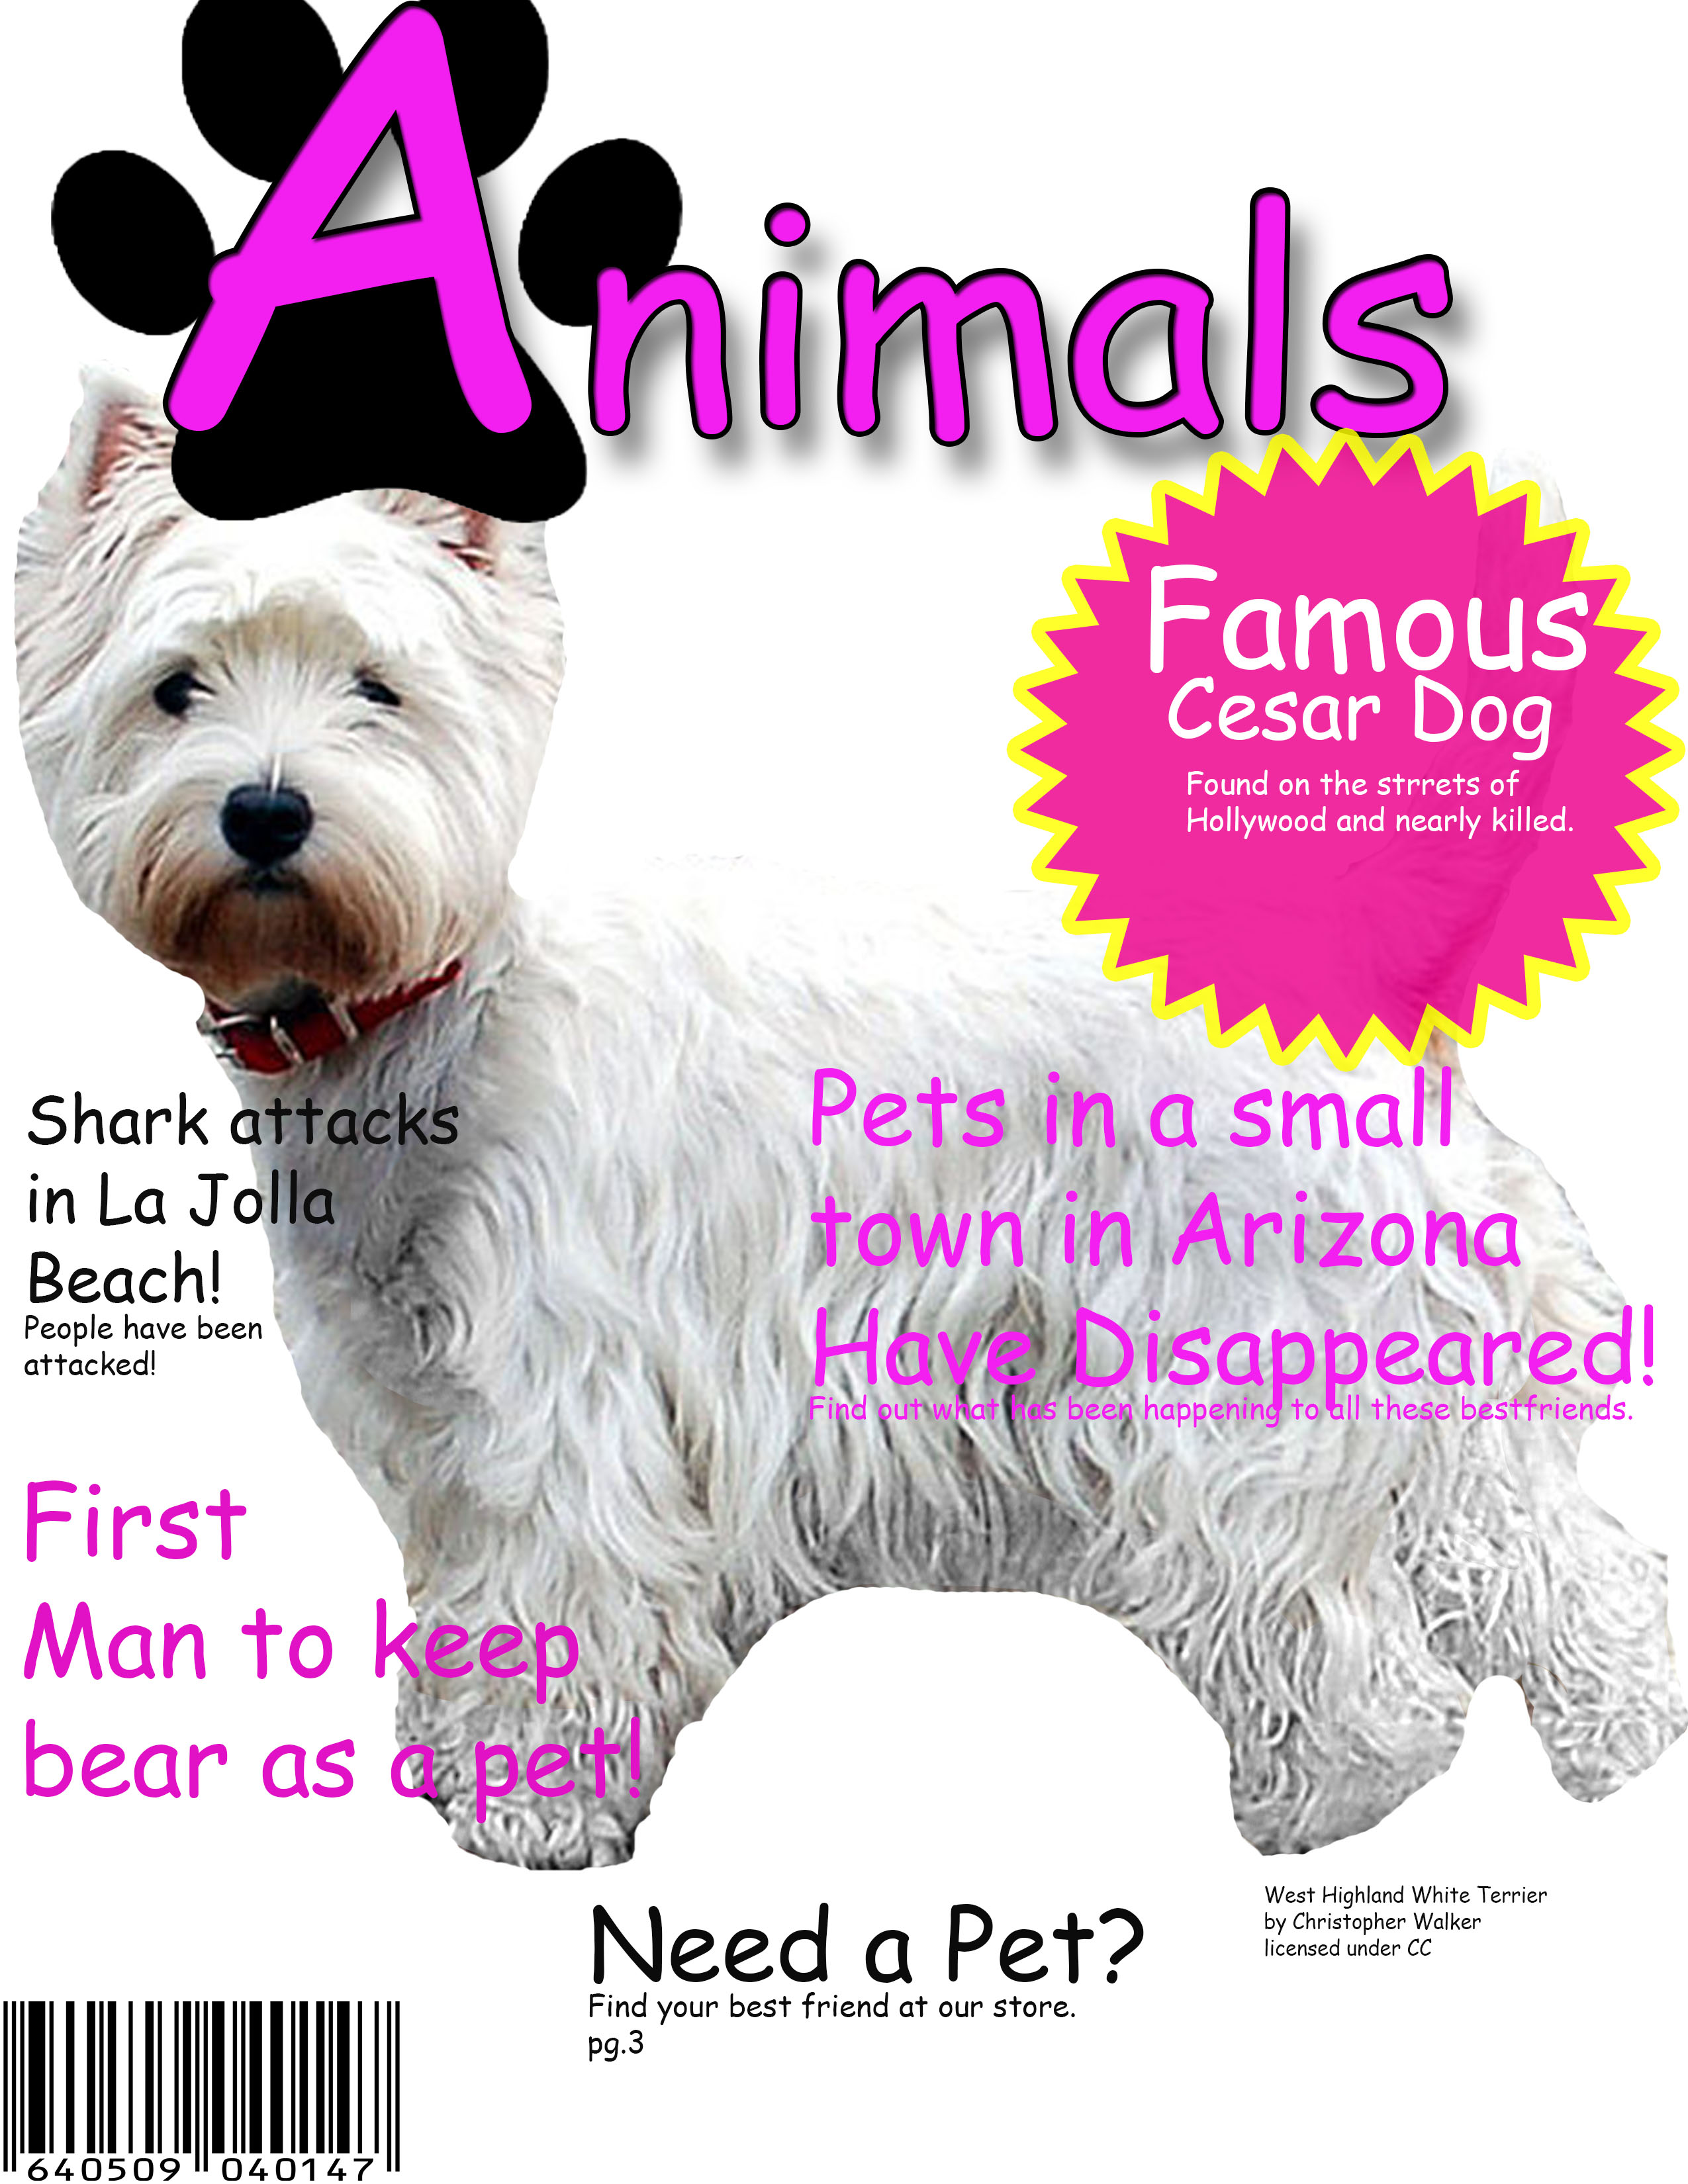 Animals
Famous
Cesar Dog
Found on the strrets of
Hollywood and nearly killed.
Shark attacks
in La Jolla
Beach!
People have been
attacked!
Pets in a small
town in Arizona
Have Disappeared!
Find out what has been happening to all these bestfriends.
First
Man to keep
bear as a pet!
Need a Pet?
Find your best friend at our store.
pg.3
West Highland White Terrier
by Christopher Walker
licensed under CC
640509 040147